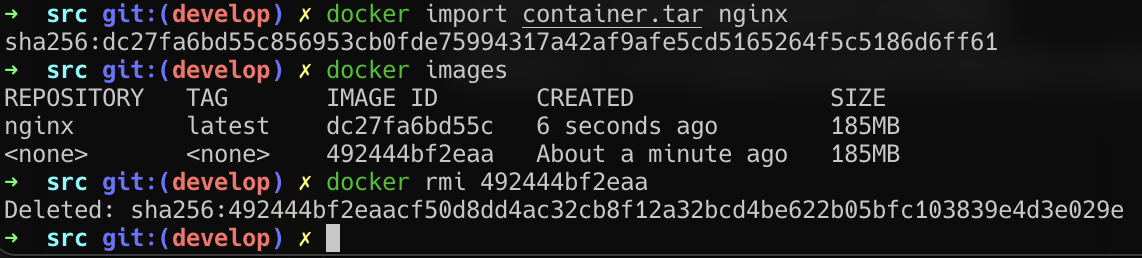 → src git:(develop) ✗ docker import container.tar nginx
sha256:dc27fa6bd55c856953cb0fde75994317a42af9afe5cd5165264f5c5186d6ff61
→ src git:(develop) ✗ docker images
REPOSITORY TAG IMAGE ID CREATED SIZE
nginx latest dc27fa6bd55c 6 seconds ago 185MB
<none> <none> 492444bf2eaa About a minute ago 185MB
→ src git:(develop) ✗ docker rmi 492444bf2eaa
Deleted: sha256:492444bf2eaacf50d8dd4ac32cb8f12a32bcd4be622b05bfc103839e4d3e029e
→ src git:(develop) ✗